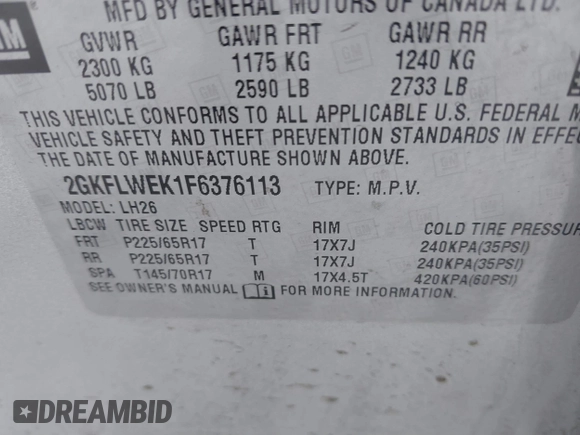 MFD BY GENERAL MOTORS OF CANADA LTD.
GM
GVWR GAWR FRT GAWR RR
2300 KG 1175 KG 1240 KG
5070 LB 2590 LB 2733 LB
THIS VEHICLE CONFORMS TO ALL APPLICABLE U.S. FEDERAL M
VEHICLE SAFETY AND THEFT PREVENTION STANDARDS IN EFFE
THE DATE OF MANUFACTURE SHOWN ABOVE.
2GKFLWEK1F6376113 TYPE: M.P.V.
MODEL: LH26
LBCW TIRE SIZE SPEED RTG RIM COLD TIRE PRESSUR
FRT P225/65R17 T 17X7J 240KPA(35PSI)
RR P225/65R17 T 17X7J 240KPA(35PSI)
SPA T145/70R17 M 17X4.5T 420KPA(60PSI)
SEE OWNER'S MANUAL FOR MORE INFORMATION.
DREAMBID